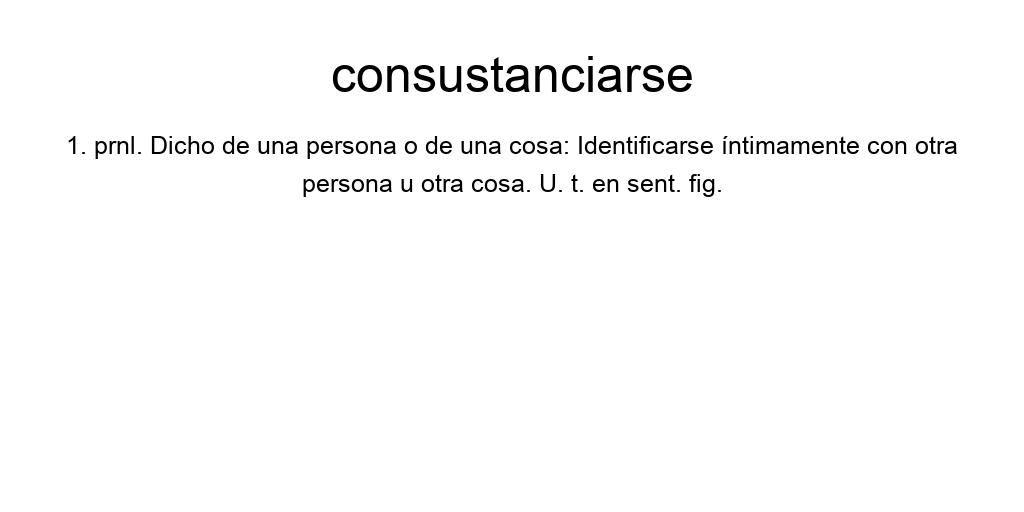 consustanciarse
1. prnl. Dicho de una persona o de una cosa: Identificarse íntimamente con otra
persona u otra cosa. U. t. en sent. fig.